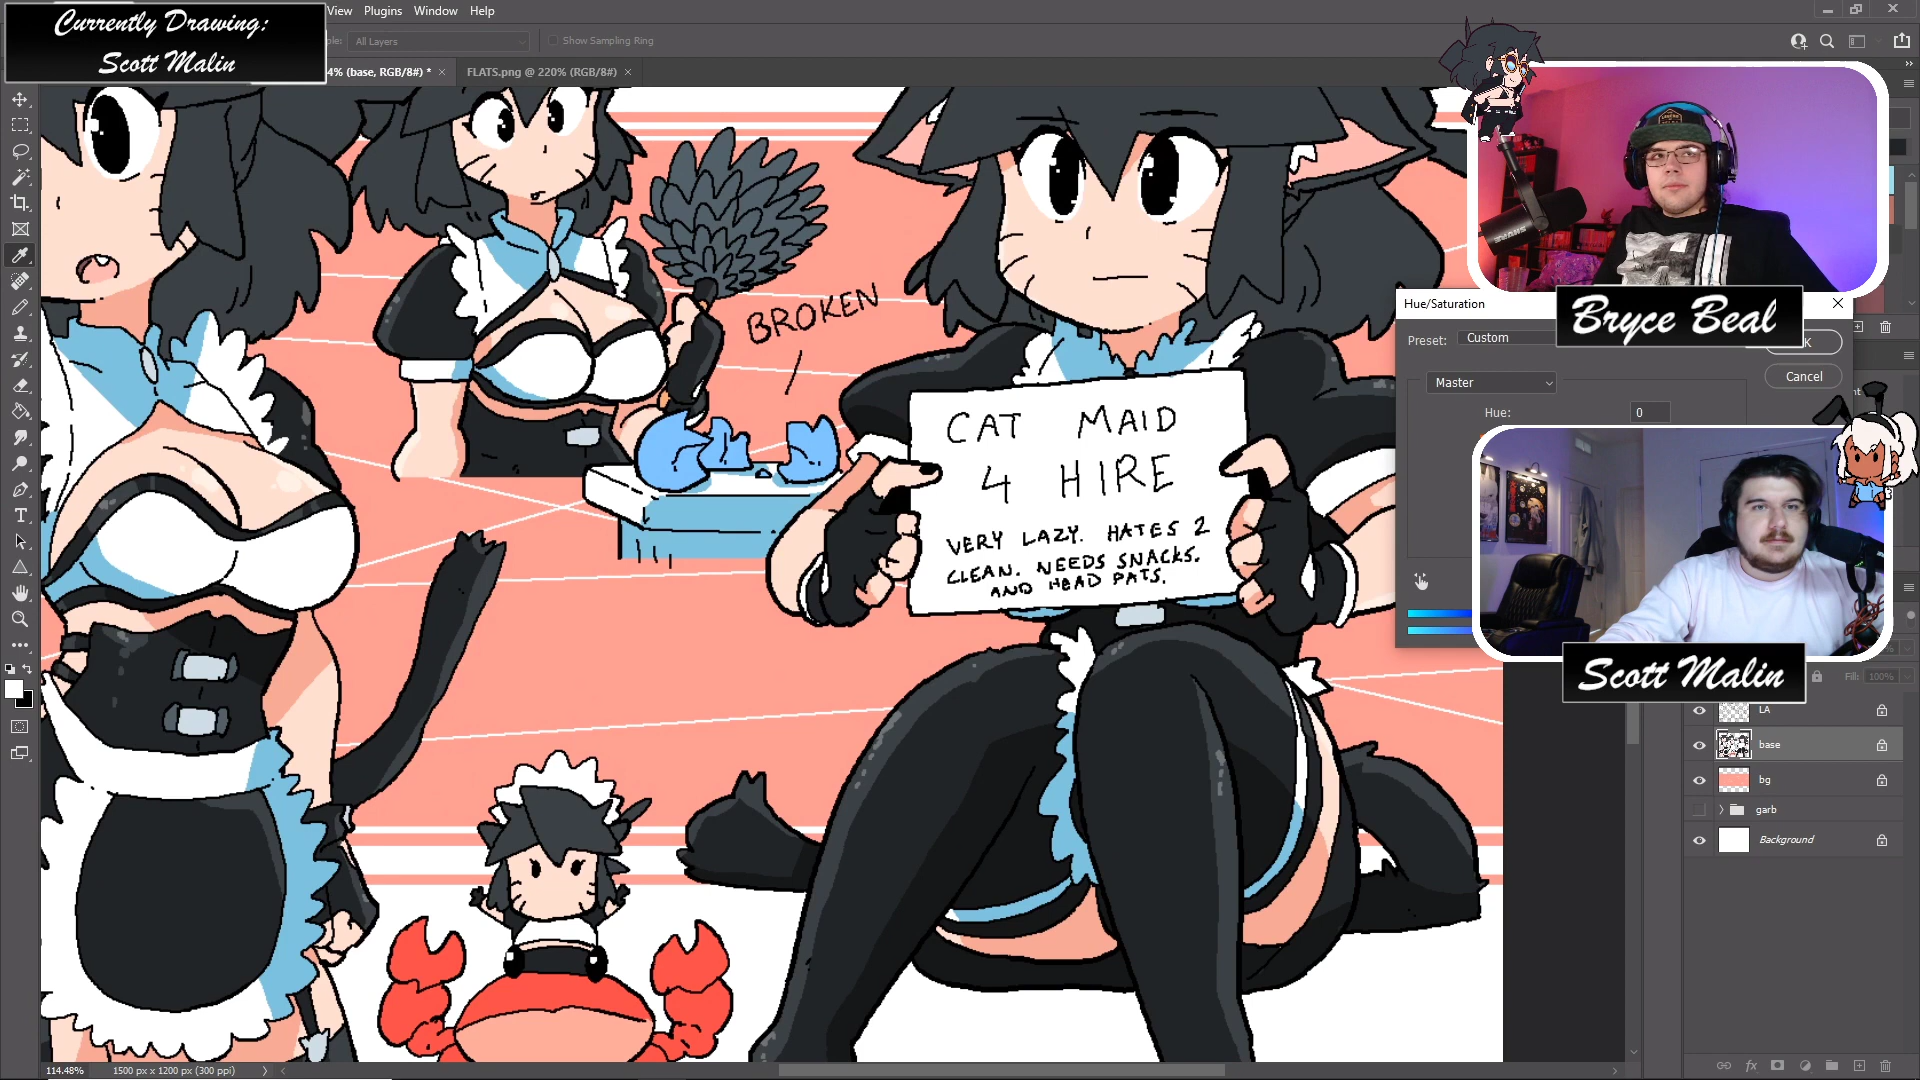 Currently Drawing:
Scott Malin
View Plugins Window Help
All Layers
Show Sampling Ring
4% (base, RGB/8#) *
FLATS.png @ 220% (RGB/8#)
BROKEN
CAT MAID
4 HIRE
VERY LAZY. HATES 2
CLEAN. NEEDS SNACKS.
AND HEAD PATS.
Hue/Saturation
Bryce Beal
Preset: Custom
Cancel
Master
Hue: 0
Scott Malin
Fill: 100%
LA
base
bg
garb
Background
114.48% 1500 px x 1200 px (300 ppi)